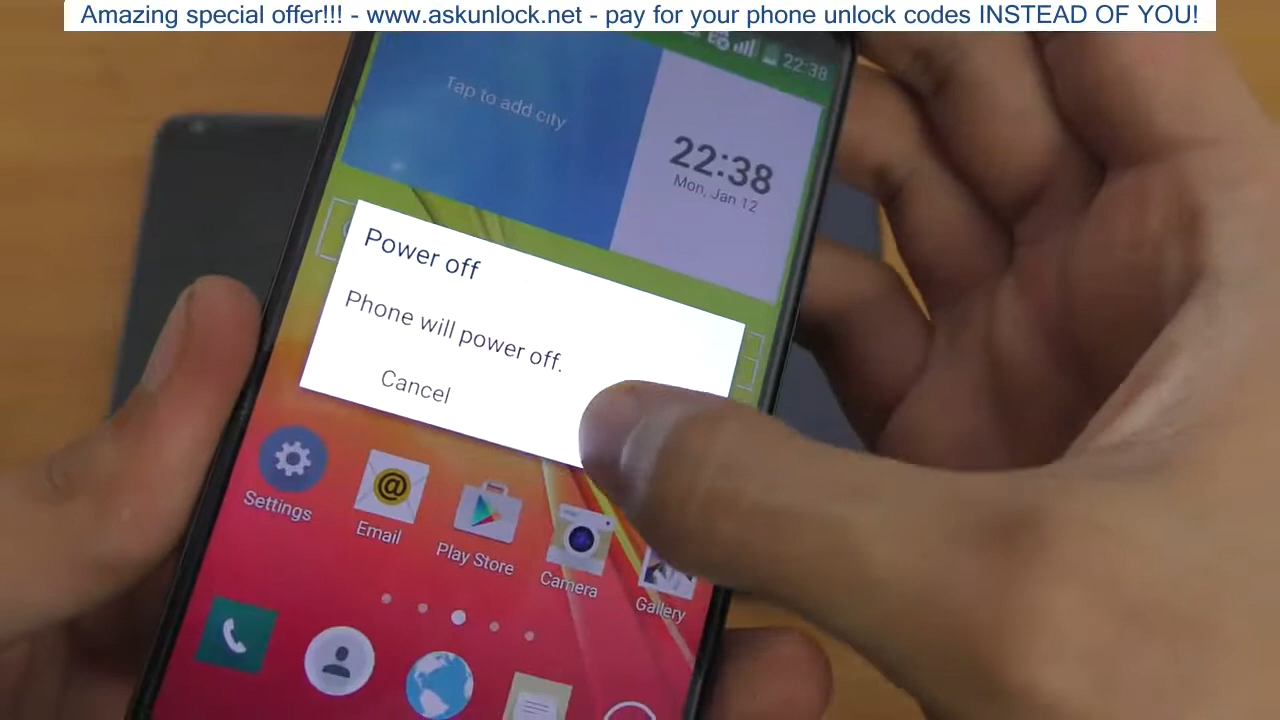 Amazing special offer!!! - www.askunlock.net - pay for your phone unlock codes INSTEAD OF YOU!
22:38
Tap to add city
22:38
Mon, Jan 12
Power off
Phone will power off.
Cancel
Settings
Email
Play Store
Camera
Gallery